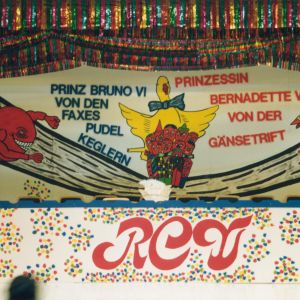 PRINZ BRUNO VI
VON DEN
FAXES
PUDEL
KEGLERN
PRINZESSIN
BERNADETTE V
VON DER
GÄNSETRIFT
RCV